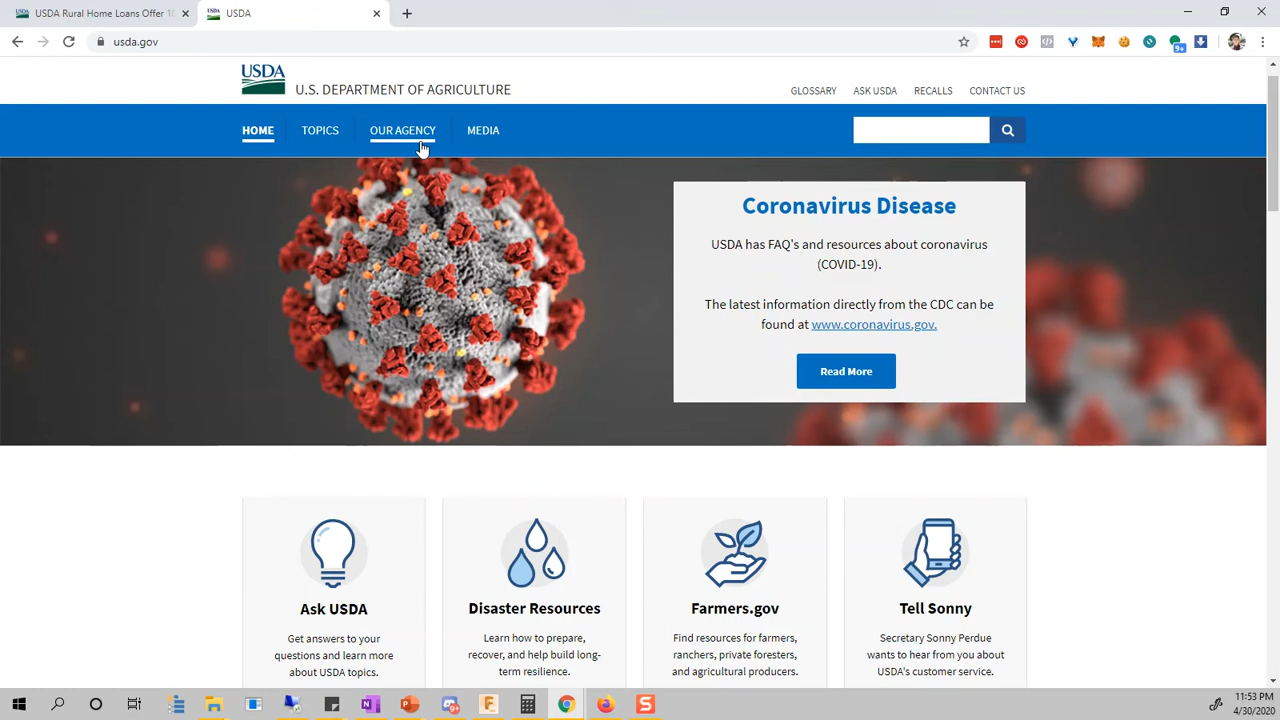 USDA Rural Home Loans Offer 10
USDA
usda.gov
9+
USDA
U.S. DEPARTMENT OF AGRICULTURE
GLOSSARY ASK USDA RECALLS CONTACT US
HOME TOPICS OUR AGENCY MEDIA
Coronavirus Disease
USDA has FAQ's and resources about coronavirus
(COVID-19).
The latest information directly from the CDC can be
found at www.coronavirus.gov.
Read More
Ask USDA
Get answers to your
questions and learn more
about USDA topics.
Disaster Resources
Learn how to prepare,
recover, and help build long-
term resilience.
Farmers.gov
Find resources for farmers,
ranchers, private foresters,
and agricultural producers.
Tell Sonny
Secretary Sonny Perdue
wants to hear from you about
USDA's customer service.
11:53 PM
4/30/2020